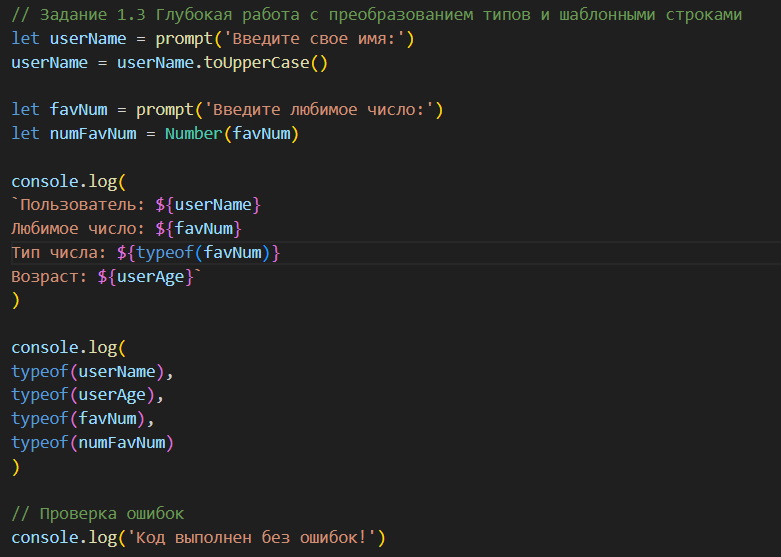 // Задание 1.3 Глубокая работа с преобразованием типов и шаблонными строками
let userName = prompt('Введите свое имя:')
userName = userName.toUpperCase()
let favNum = prompt('Введите любимое число:')
let numFavNum = Number(favNum)
console.log(
`Пользователь: ${userName}
Любимое число: ${favNum}
Тип числа: ${typeof(favNum)}
Возраст: ${userAge}`
)
console.log(
typeof(userName),
typeof(userAge),
typeof(favNum),
typeof(numFavNum)
)
// Проверка ошибок
console.log('Код выполнен без ошибок!')